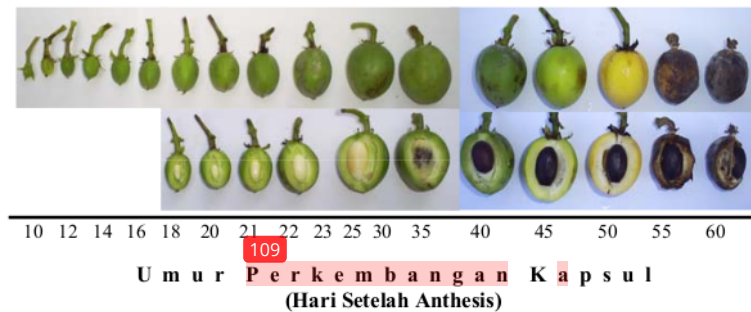 10 12 14 16 18 20 21 22 23 25 30 35 40 45 50 55 60
109
Umur Perkembangan Kapsul
(Hari Setelah Anthesis)